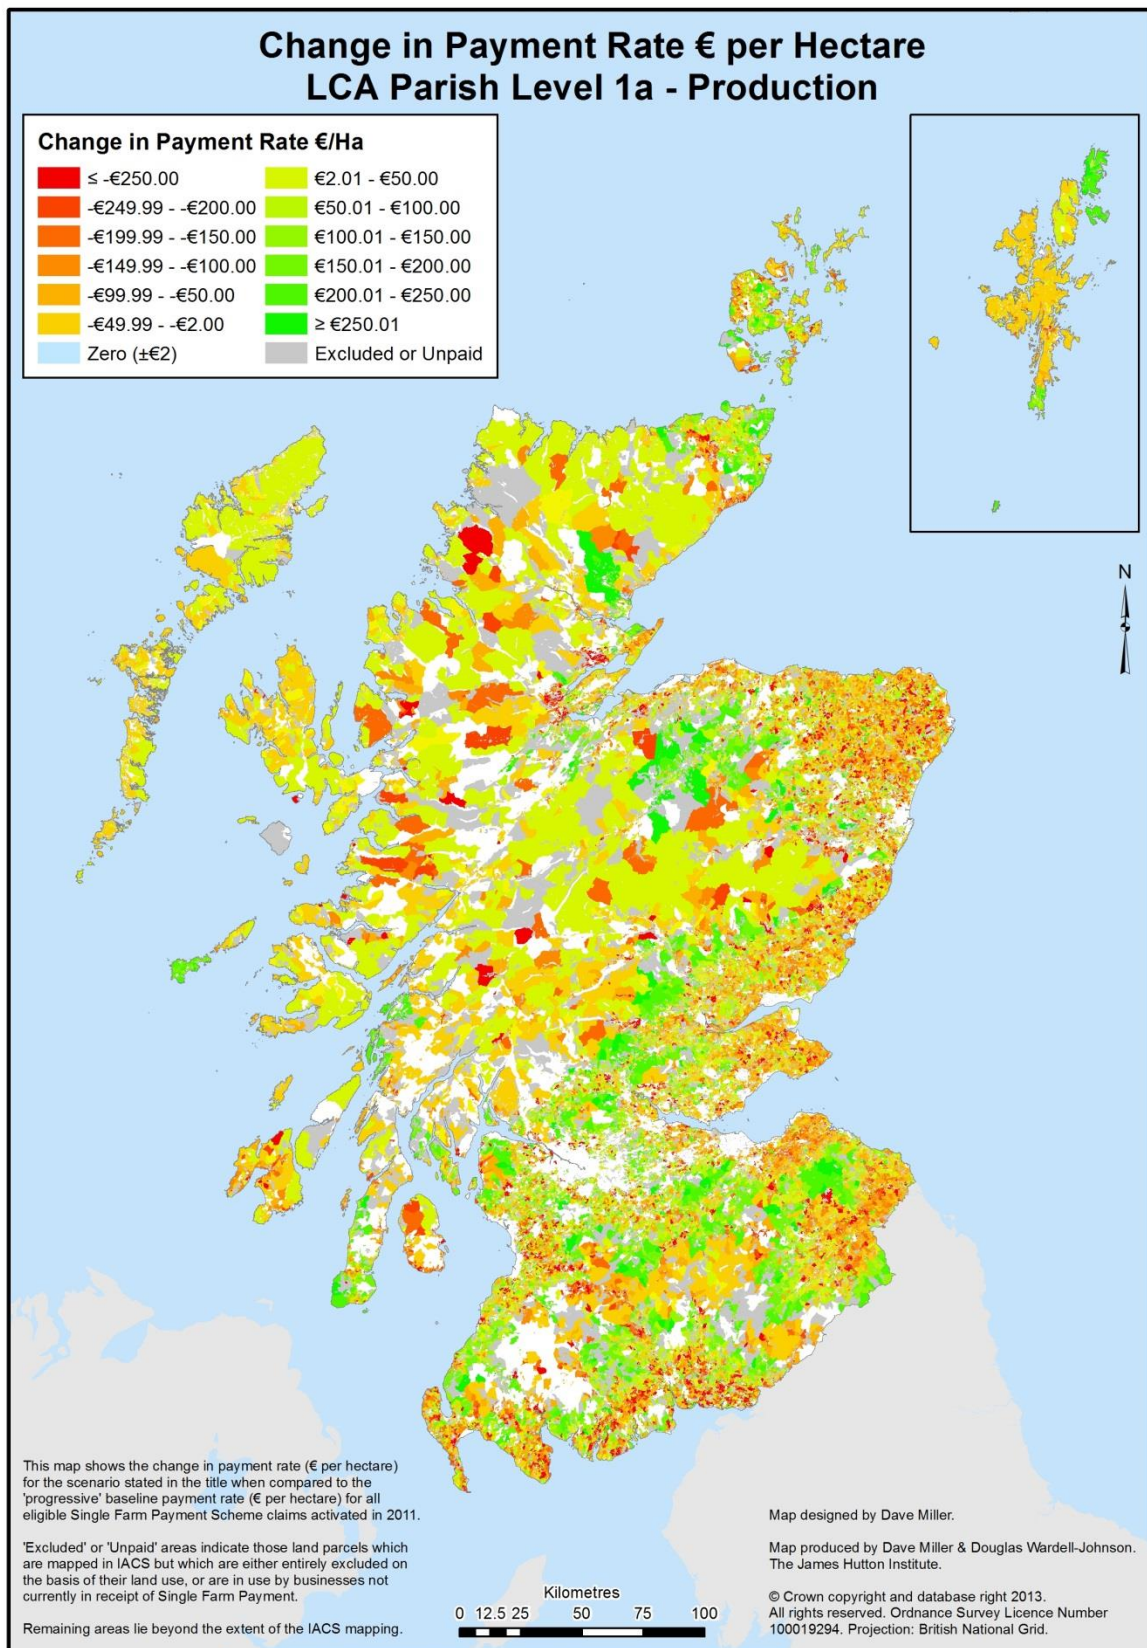 Change in Payment Rate € per Hectare
LCA Parish Level 1a - Production
Change in Payment Rate €/Ha
≤ -€250.00
-€249.99 - -€200.00
-€199.99 - -€150.00
-€149.99 - -€100.00
-€99.99 - -€50.00
-€49.99 - -€2.00
Zero (±€2)
€2.01 - €50.00
€50.01 - €100.00
€100.01 - €150.00
€150.01 - €200.00
€200.01 - €250.00
≥ €250.01
Excluded or Unpaid
N
This map shows the change in payment rate (€ per hectare)
for the scenario stated in the title when compared to the
'progressive' baseline payment rate (€ per hectare) for all
eligible Single Farm Payment Scheme claims activated in 2011.
'Excluded' or 'Unpaid' areas indicate those land parcels which
are mapped in IACS but which are either entirely excluded on
the basis of their land use, or are in use by businesses not
currently in receipt of Single Farm Payment.
Remaining areas lie beyond the extent of the IACS mapping.
Kilometres
0 12.5 25 50 75 100
Map designed by Dave Miller.
Map produced by Dave Miller & Douglas Wardell-Johnson.
The James Hutton Institute.
© Crown copyright and database right 2013.
All rights reserved. Ordnance Survey Licence Number
100019294. Projection: British National Grid.